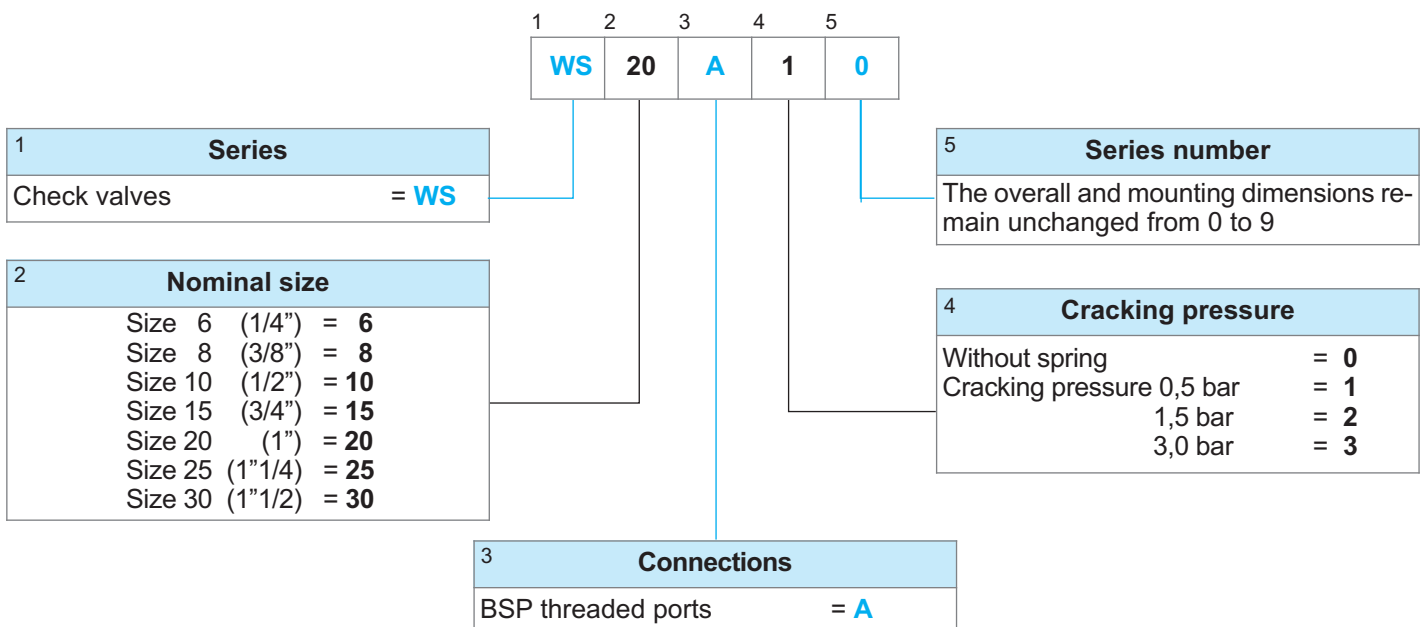 1 2 3 4 5
WS 20 A 1 0
1 Series
Check valves = WS
2 Nominal size
Size 6 (1/4”) = 6
Size 8 (3/8”) = 8
Size 10 (1/2”) = 10
Size 15 (3/4”) = 15
Size 20 (1”) = 20
Size 25 (1”1/4) = 25
Size 30 (1”1/2) = 30
3 Connections
BSP threaded ports = A
5 Series number
The overall and mounting dimensions re-
main unchanged from 0 to 9
4 Cracking pressure
Without spring = 0
Cracking pressure 0,5 bar = 1
1,5 bar = 2
3,0 bar = 3